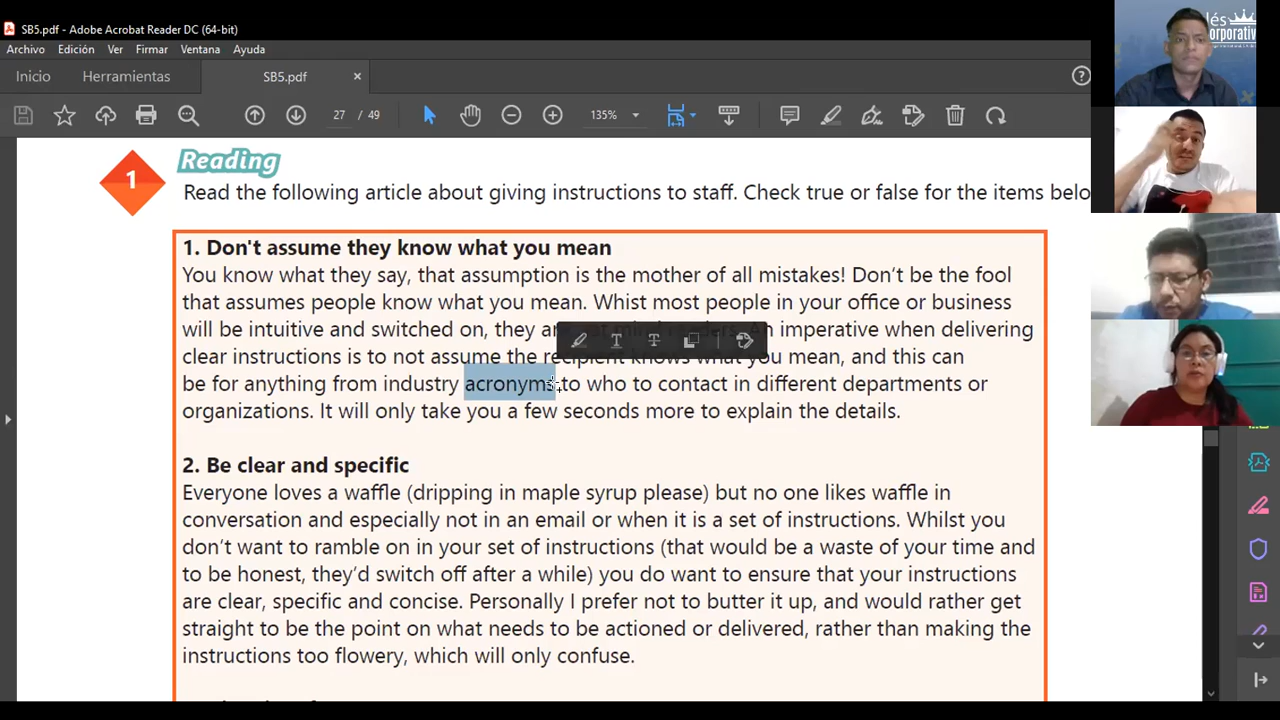 SB5.pdf - Adobe Acrobat Reader DC (64-bit)
Archivo Edición Ver Firmar Ventana Ayuda
Inicio Herramientas SB5.pdf ×
27 / 49 135%
1
Reading
Read the following article about giving instructions to staff. Check true or false for the items belo
1. Don't assume they know what you mean
You know what they say, that assumption is the mother of all mistakes! Don't be the fool
that assumes people know what you mean. Whist most people in your office or business
will be intuitive and switched on, they are not mind readers. An imperative when delivering
clear instructions is to not assume the recipient knows what you mean, and this can
be for anything from industry acronyms to who to contact in different departments or
organizations. It will only take you a few seconds more to explain the details.
2. Be clear and specific
Everyone loves a waffle (dripping in maple syrup please) but no one likes waffle in
conversation and especially not in an email or when it is a set of instructions. Whilst you
don't want to ramble on in your set of instructions (that would be a waste of your time and
to be honest, they'd switch off after a while) you do want to ensure that your instructions
are clear, specific and concise. Personally I prefer not to butter it up, and would rather get
straight to be the point on what needs to be actioned or delivered, rather than making the
instructions too flowery, which will only confuse.